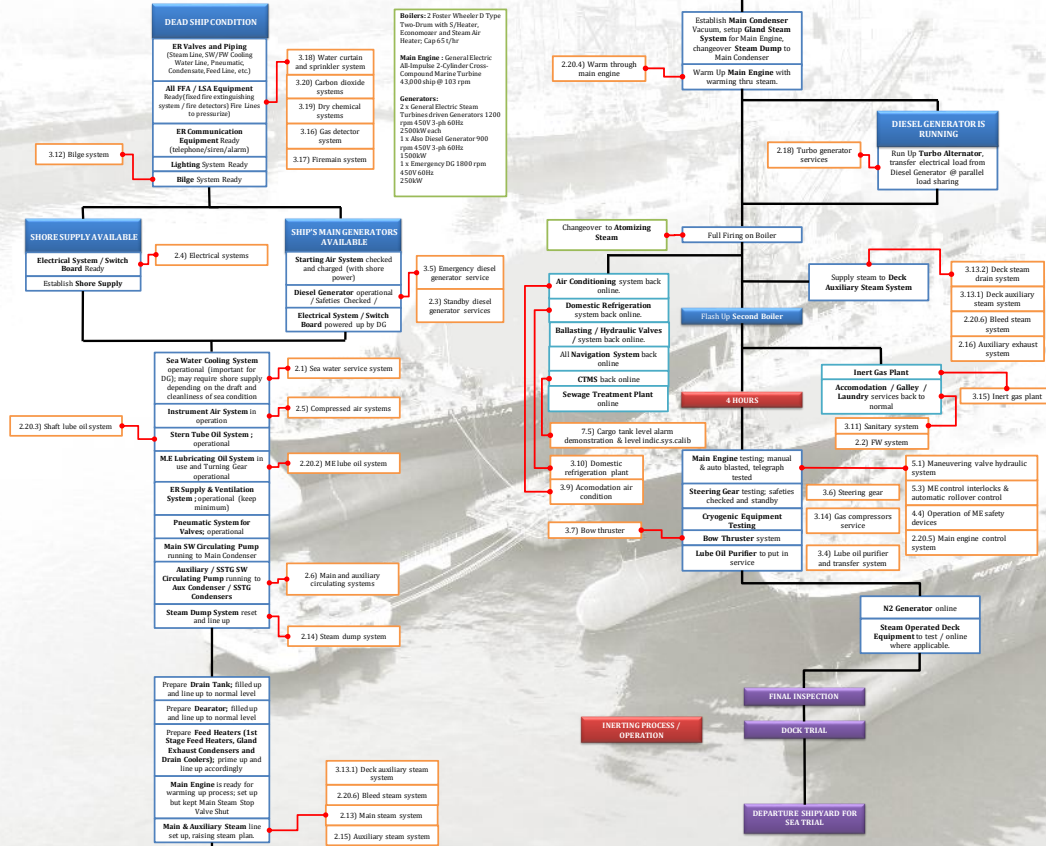 DEAD SHIP CONDITION
ER Valves and Piping
(Steam Line, SW/FW Cooling
Water Line, Pneumatic,
Condensate, Feed Line, etc.)
All FFA / LSA Equipment
Ready(fixed fire extinguishing
system / fire detectors) Fire Lines
to pressurize)
ER Communication
Equipment Ready
(telephone/siren/alarm)
Lighting System Ready
Bilge System Ready
3.12) Bilge system
3.18) Water curtain
and sprinkler system
3.20) Carbon dioxide
systems
3.19) Dry chemical
systems
3.16) Gas detector
system
3.17) Firemain system
Boilers: 2 Foster Wheeler D Type
Two-Drum with S/Heater,
Economozer and Steam Air
Heater; Cap 65 t/hr
Main Engine : General Electric
All-Impulse 2-Cylinder Cross-
Compound Marine Turbine
43,000 ship @ 103 rpm
Generators:
2 x General Electric Steam
Turbines driven Generators 1200
rpm 450V 3-ph 60Hz
2500kW each
1 x Also Diesel Generator 900
rpm 450V 3-ph 60Hz
1500kW
1 x Emergency DG 1800 rpm
450V 60Hz
250kW
SHORE SUPPLY AVAILABLE
Electrical System / Switch
Board Ready
Establish Shore Supply
2.4) Electrical systems
SHIP'S MAIN GENERATORS
AVAILABLE
Starting Air System checked
and charged (with shore
power)
Diesel Generator operational
/ Safeties Checked /
Electrical System / Switch
Board powered up by DG
3.5) Emergency diesel
generator service
2.3) Standby diesel
generator services
Sea Water Cooling System
operational (important for
DG); may require shore supply
depending on the draft and
cleanliness of sea condition
Instrument Air System in
operation
Stern Tube Oil System ;
operational
M.E Lubricating Oil System in
use and Turning Gear
operational
ER Supply & Ventilation
System ; operational (keep
minimum)
Pneumatic System for
Valves; operational
Main SW Circulating Pump
running to Main Condenser
Auxiliary / SSTG SW
Circulating Pump running to
Aux Condenser / SSTG
Condensers
Steam Dump System reset
and line up
2.1) Sea water service system
2.5) Compressed air systems
2.20.3) Shaft lube oil system
2.20.2) ME lube oil system
2.6) Main and auxiliary
circulating systems
2.14) Steam dump system
Prepare Drain Tank; filled up
and line up to normal level
Prepare Dearator; filled up
and line up to normal level
Prepare Feed Heaters (1st
Stage Feed Heaters, Gland
Exhaust Condensers and
Drain Coolers); prime up and
line up accordingly
Main Engine is ready for
warming up process; set up
but kept Main Steam Stop
Valve Shut
Main & Auxiliary Steam line
set up, raising steam plan.
3.13.1) Deck auxiliary steam
system
2.20.6) Bleed steam system
2.13) Main steam system
2.15) Auxiliary steam system
Establish Main Condenser
Vacuum, setup Gland Steam
System for Main Engine,
changeover Steam Dump to
Main Condenser
Warm Up Main Engine with
warming thru steam.
2.20.4) Warm through
main engine
DIESEL GENERATOR IS
RUNNING
Run Up Turbo Alternator,
transfer electrical load from
Diesel Generator @ parallel
load sharing
2.18) Turbo generator
services
Changeover to Atomizing
Steam
Full Firing on Boiler
Air Conditioning system back
online.
Domestic Refrigeration
system back online.
Ballasting / Hydraulic Valves
/ system back online.
All Navigation System back
online
CTMS back online
Sewage Treatment Plant
online
Supply steam to Deck
Auxiliary Steam System
3.13.2) Deck steam
drain system
3.13.1) Deck auxiliary
steam system
2.20.6) Bleed steam
system
2.16) Auxiliary exhaust
system
Flash Up Second Boiler
Inert Gas Plant
Accomodation / Galley /
Laundry services back to
normal
3.15) Inert gas plant
3.11) Sanitary system
2.2) FW system
4 HOURS
7.5) Cargo tank level alarm
demonstration & level indic.sys.calib
3.10) Domestic
refrigeration plant
3.9) Acomodation air
condition
3.7) Bow thruster
Main Engine testing; manual
& auto blasted, telegraph
tested
Steering Gear testing; safeties
checked and standby
Cryogenic Equipment
Testing
Bow Thruster system
Lube Oil Purifier to put in
service
3.6) Steering gear
3.14) Gas compressors
service
3.4) Lube oil purifier
and transfer system
5.1) Maneuvering valve hydraulic
system
5.3) ME control interlocks &
automatic rollover control
4.4) Operation of ME safety
devices
2.20.5) Main engine control
system
N2 Generator online
Steam Operated Deck
Equipment to test / online
where applicable.
FINAL INSPECTION
INERTING PROCESS /
OPERATION
DOCK TRIAL
DEPARTURE SHIPYARD FOR
SEA TRIAL